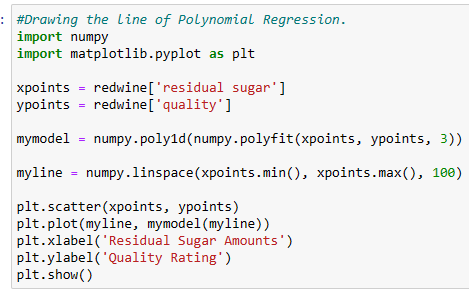 : #Drawing the line of Polynomial Regression.
import numpy
import matplotlib.pyplot as plt
xpoints = redwine['residual sugar']
ypoints = redwine['quality']
mymodel = numpy.poly1d(numpy.polyfit(xpoints, ypoints, 3))
myline = numpy.linspace(xpoints.min(), xpoints.max(), 100)
plt.scatter(xpoints, ypoints)
plt.plot(myline, mymodel(myline))
plt.xlabel('Residual Sugar Amounts')
plt.ylabel('Quality Rating')
plt.show()